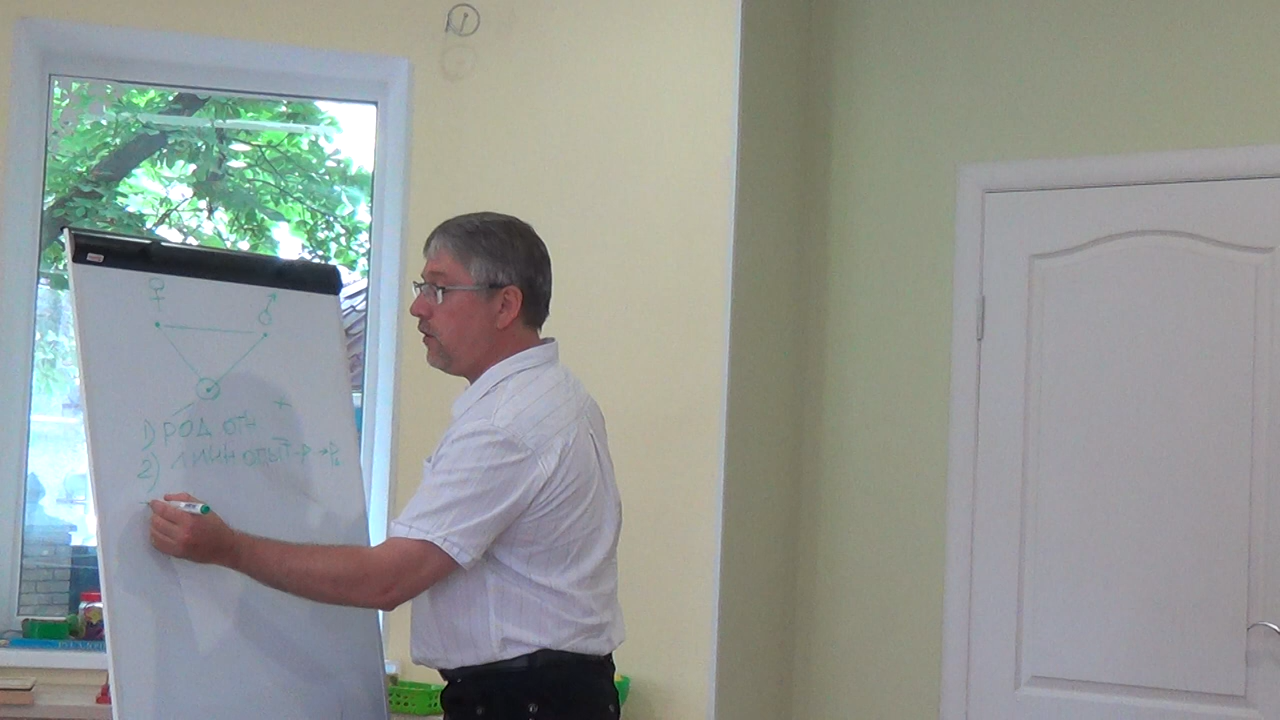 1) РОД ОТН
2) ЛИЧН ОПЫТ-Р →